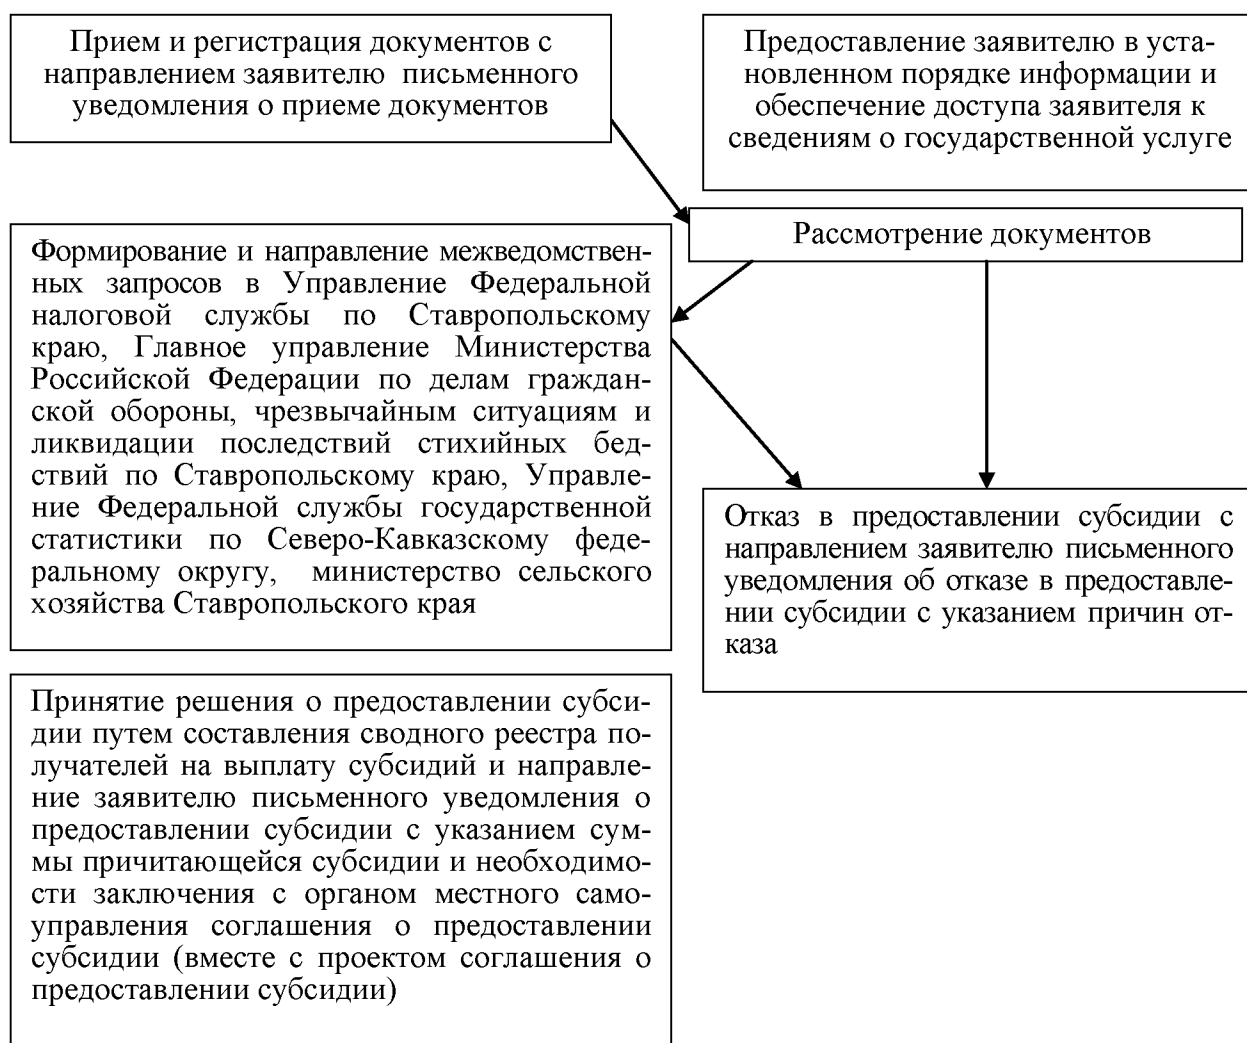 Прием и регистрация документов с
направлением заявителю письменного
уведомления о приеме документов
Предоставление заявителю в уста-
новленном порядке информации и
обеспечение доступа заявителя к
сведениям о государственной услуге
Рассмотрение документов
Формирование и направление межведомствен-
ных запросов в Управление Федеральной
налоговой службы по Ставропольскому
краю, Главное управление Министерства
Российской Федерации по делам граждан-
ской обороны, чрезвычайным ситуациям и
ликвидации последствий стихийных бед-
ствий по Ставропольскому краю, Управле-
ние Федеральной службы государственной
статистики по Северо-Кавказскому феде-
ральному округу, министерство сельского
хозяйства Ставропольского края
Отказ в предоставлении субсидии с
направлением заявителю письменного
уведомления об отказе в предоставле-
нии субсидии с указанием причин от-
каза
Принятие решения о предоставлении субси-
дии путем составления сводного реестра по-
лучателей на выплату субсидий и направле-
ние заявителю письменного уведомления о
предоставлении субсидии с указанием сум-
мы причитающейся субсидии и необходимо-
сти заключения с органом местного само-
управления соглашения о предоставлении
субсидии (вместе с проектом соглашения о
предоставлении субсидии)